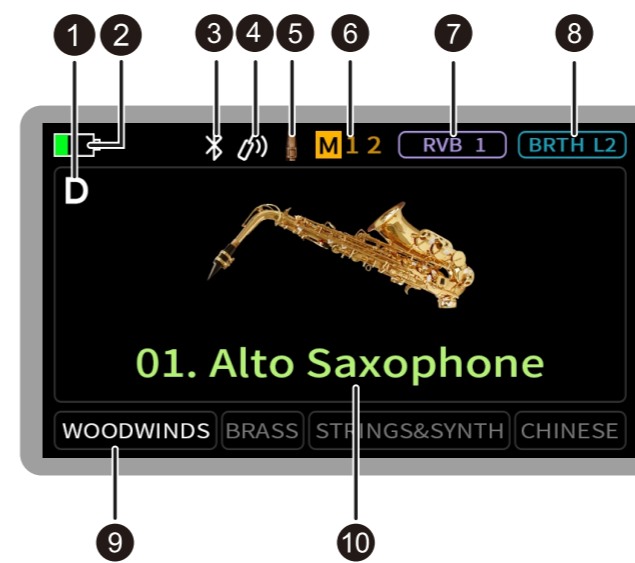 1 2 3 4 5 6 7 8
M 1 2 RVB 1 BRTH L2
D
01. Alto Saxophone
WOODWINDS BRASS STRINGS&SYNTH CHINESE
9 10